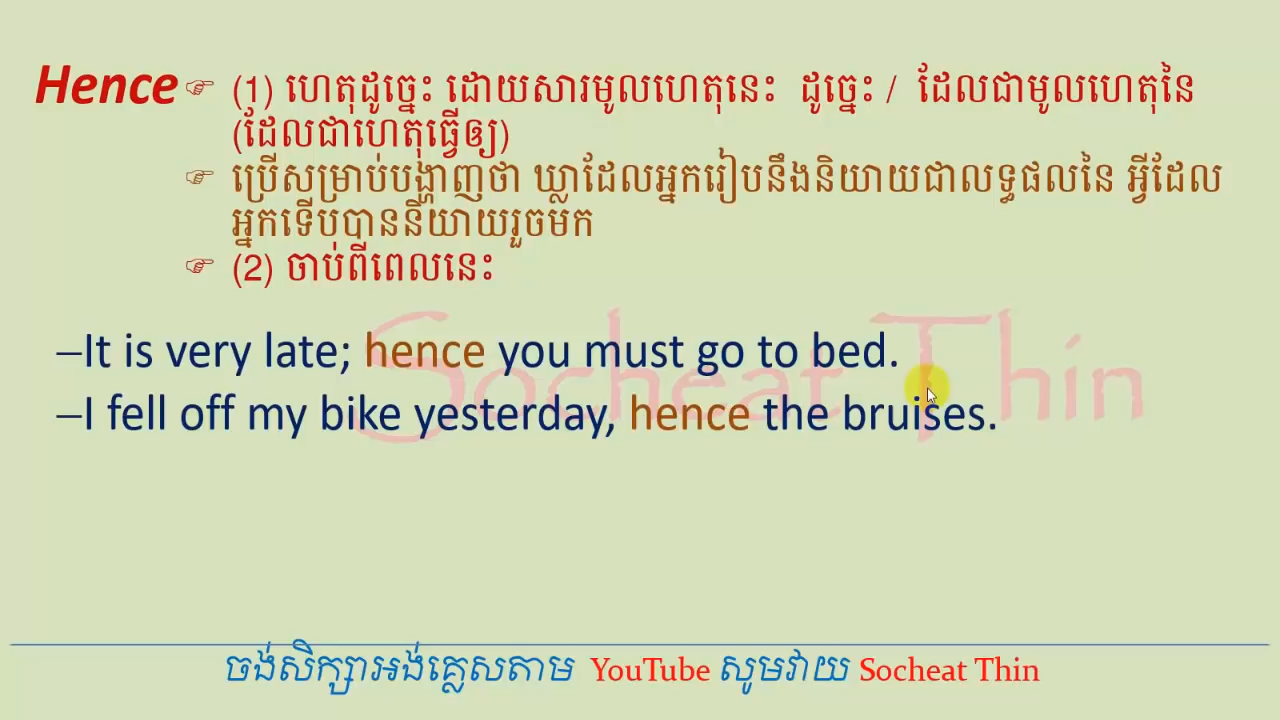 Hence ☞ (1) ហេតុដូច្នេះ ដោយសារមូលហេតុនេះ ដូច្នេះ / ដែលជាមូលហេតុនៃ
(ដែលជាហេតុធ្វើឲ្យ)
☞ ប្រើសម្រាប់បង្ហាញថា ឃ្លាដែលអ្នករៀបនឹងនិយាយជាលទ្ធផលនៃ អ្វីដែល
អ្នកទើបបាននិយាយរួចមក
☞ (2) ចាប់ពីពេលនេះ
Socheat Thin
–It is very late; hence you must go to bed.
–I fell off my bike yesterday, hence the bruises.
ចង់សិក្សាអង់គ្លេសតាម YouTube សូមវាយ Socheat Thin